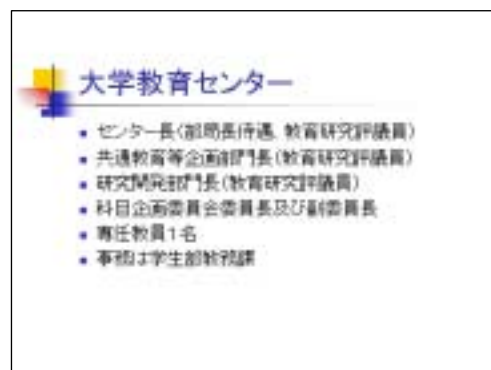 大学教育センター
センター長(部局長待遇、教育研究評議員)
共通教育等企画部門長(教育研究評議員)
研究開発部門長(教育研究評議員)
科目企画委員会委員長及び副委員長
専任教員1名
事務は学生部教務課